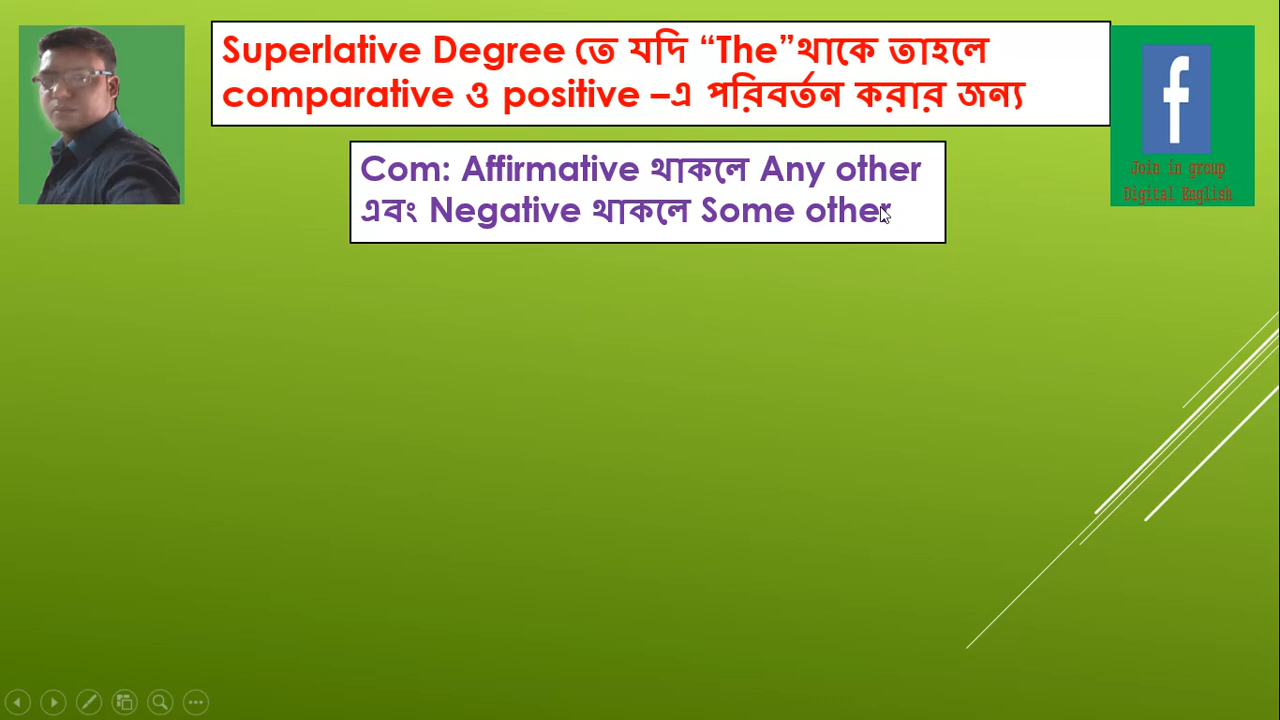 Superlative Degree তে যদি “The”থাকে তাহলে
comparative ও positive –এ পরিবর্তন করার জন্য
Com: Affirmative থাকলে Any other
এবং Negative থাকলে Some other
f
Join in group
Digital English